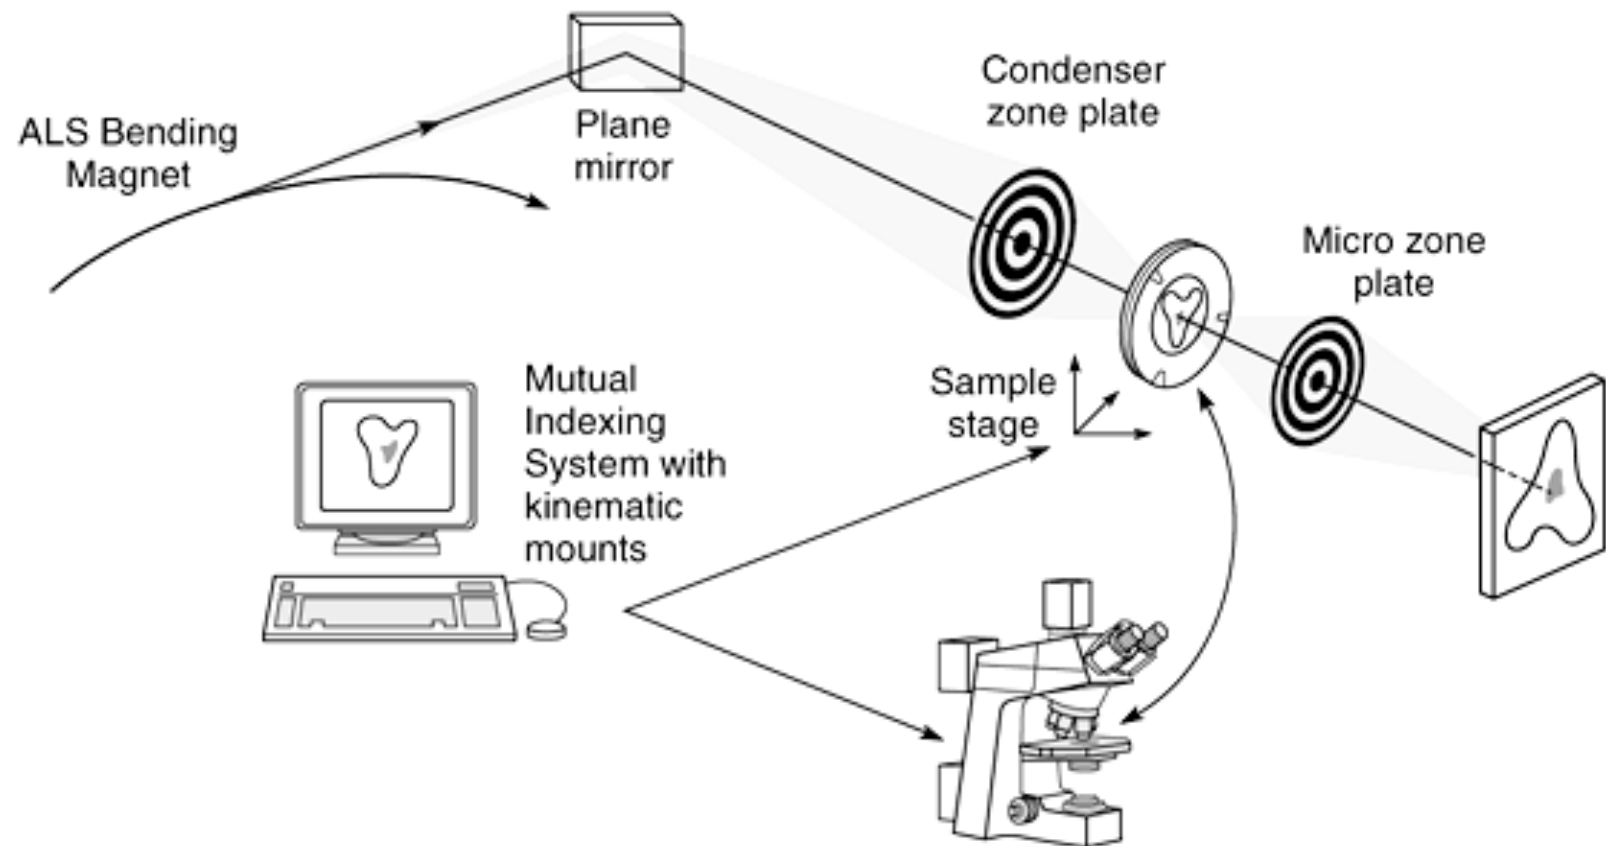 ALS Bending
Magnet
Plane
mirror
Condenser
zone plate
Micro zone
plate
Sample
stage
Mutual
Indexing
System with
kinematic
mounts